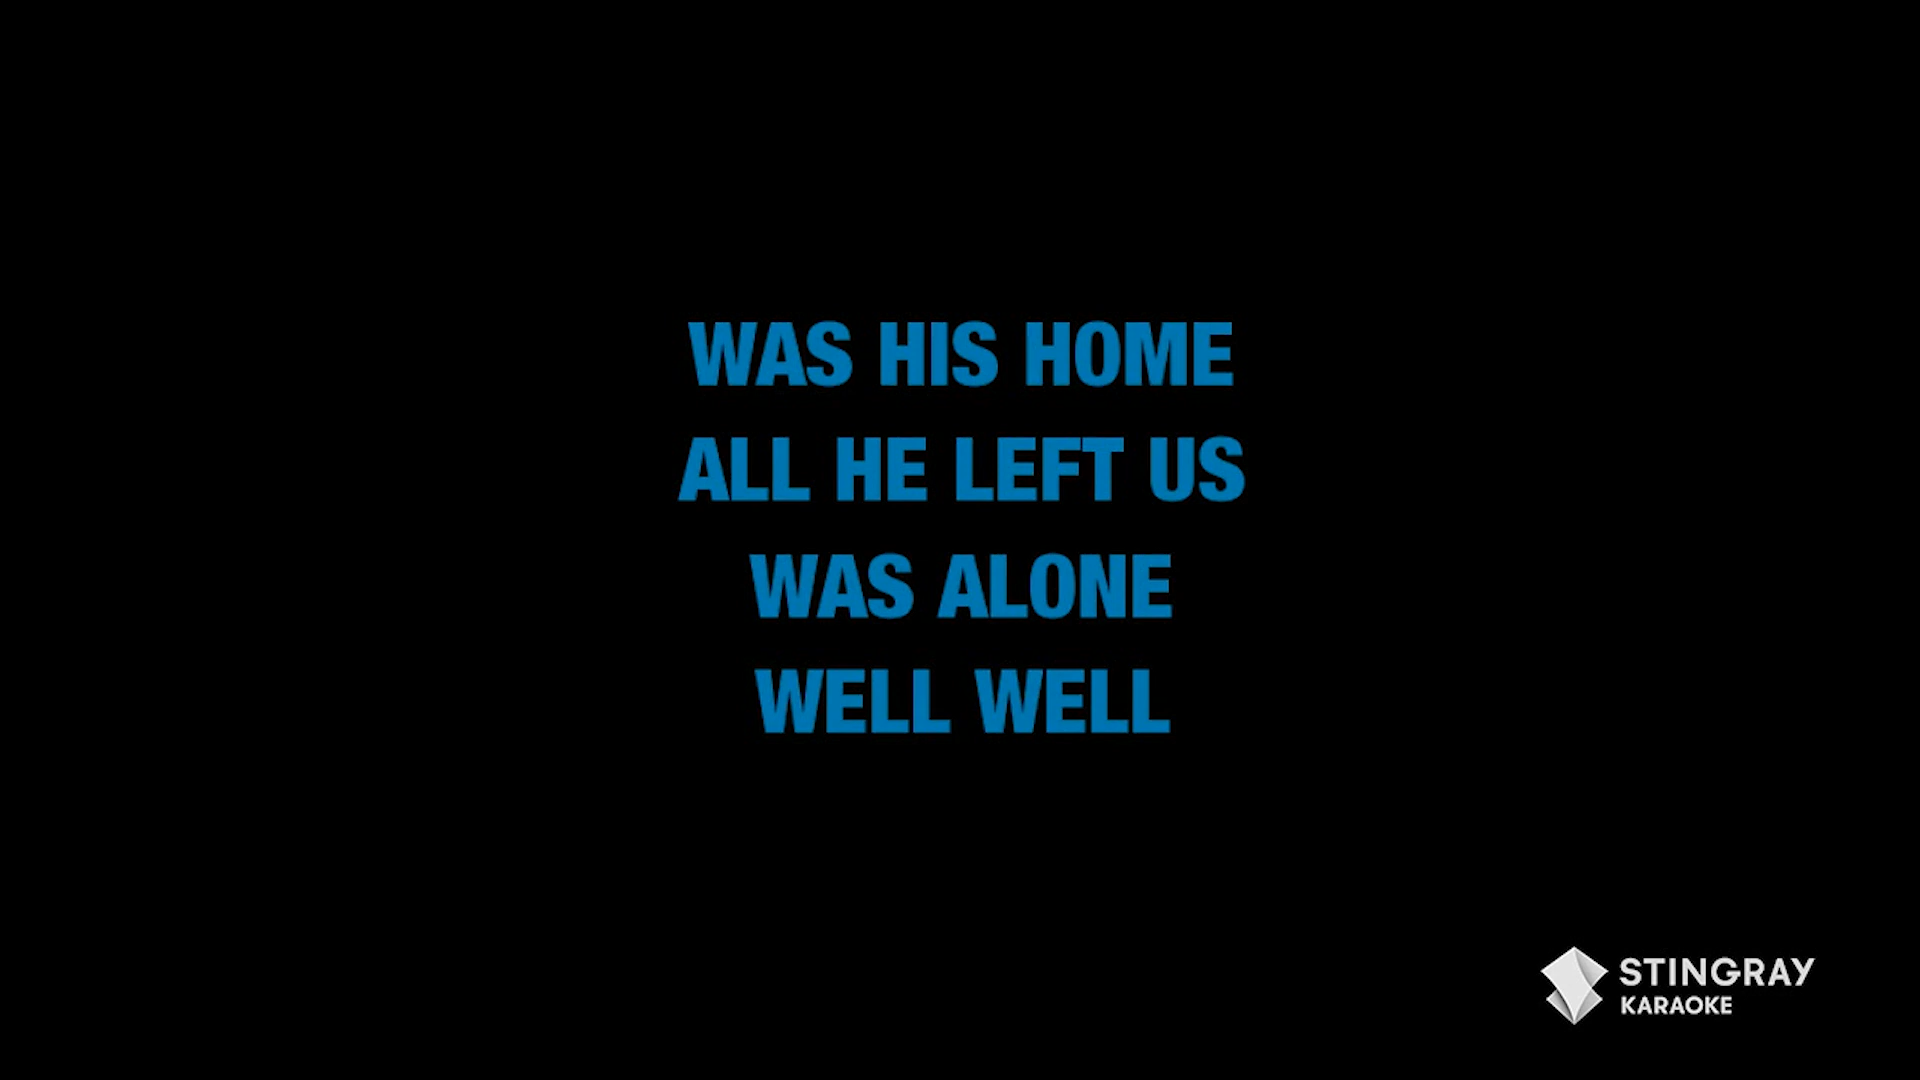 WAS HIS HOME
ALL HE LEFT US
WAS ALONE
WELL WELL
STINGRAY
KARAOKE